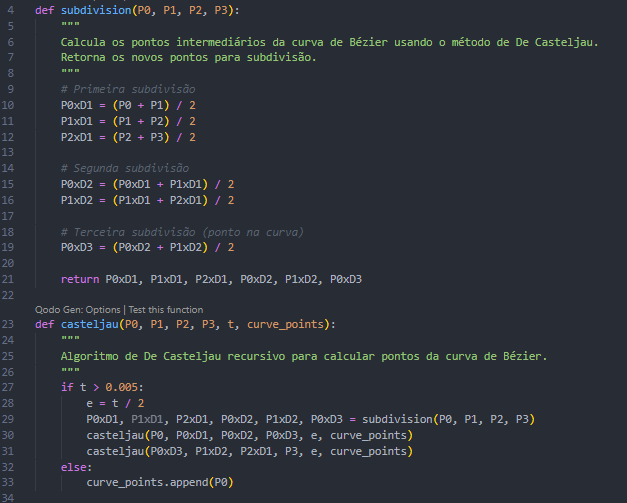 4 def subdivision(P0, P1, P2, P3):
5     """
6     Calcula os pontos intermediários da curva de Bézier usando o método de De Casteljau.
7     Retorna os novos pontos para subdivisão.
8     """
9     # Primeira subdivisão
10     P0xD1 = (P0 + P1) / 2
11     P1xD1 = (P1 + P2) / 2
12     P2xD1 = (P2 + P3) / 2
13
14     # Segunda subdivisão
15     P0xD2 = (P0xD1 + P1xD1) / 2
16     P1xD2 = (P1xD1 + P2xD1) / 2
17
18     # Terceira subdivisão (ponto na curva)
19     P0xD3 = (P0xD2 + P1xD2) / 2
20
21     return P0xD1, P1xD1, P2xD1, P0xD2, P1xD2, P0xD3
22
Qodo Gen: Options | Test this function
23 def casteljau(P0, P1, P2, P3, t, curve_points):
24     """
25     Algoritmo de De Casteljau recursivo para calcular pontos da curva de Bézier.
26     """
27     if t > 0.005:
28         e = t / 2
29         P0xD1, P1xD1, P2xD1, P0xD2, P1xD2, P0xD3 = subdivision(P0, P1, P2, P3)
30         casteljau(P0, P0xD1, P0xD2, P0xD3, e, curve_points)
31         casteljau(P0xD3, P1xD2, P2xD1, P3, e, curve_points)
32     else:
33         curve_points.append(P0)
34